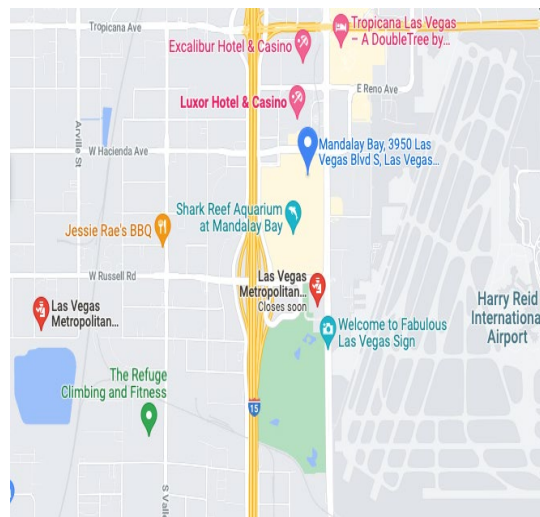 Tropicana Ave
Excalibur Hotel & Casino
Tropicana Las Vegas
– A DoubleTree by...
Luxor Hotel & Casino
E Reno Ave
Arville St
W Hacienda Ave
Mandalay Bay, 3950 Las
Vegas Blvd S, Las Vegas...
Shark Reef Aquarium
at Mandalay Bay
Jessie Rae's BBQ
W Russell Rd
Las Vegas
Metropolitan...
Closes soon
Las Vegas
Metropolitan...
Harry Reid
International
Airport
Welcome to Fabulous
Las Vegas Sign
The Refuge
Climbing and Fitness
15
S Valle